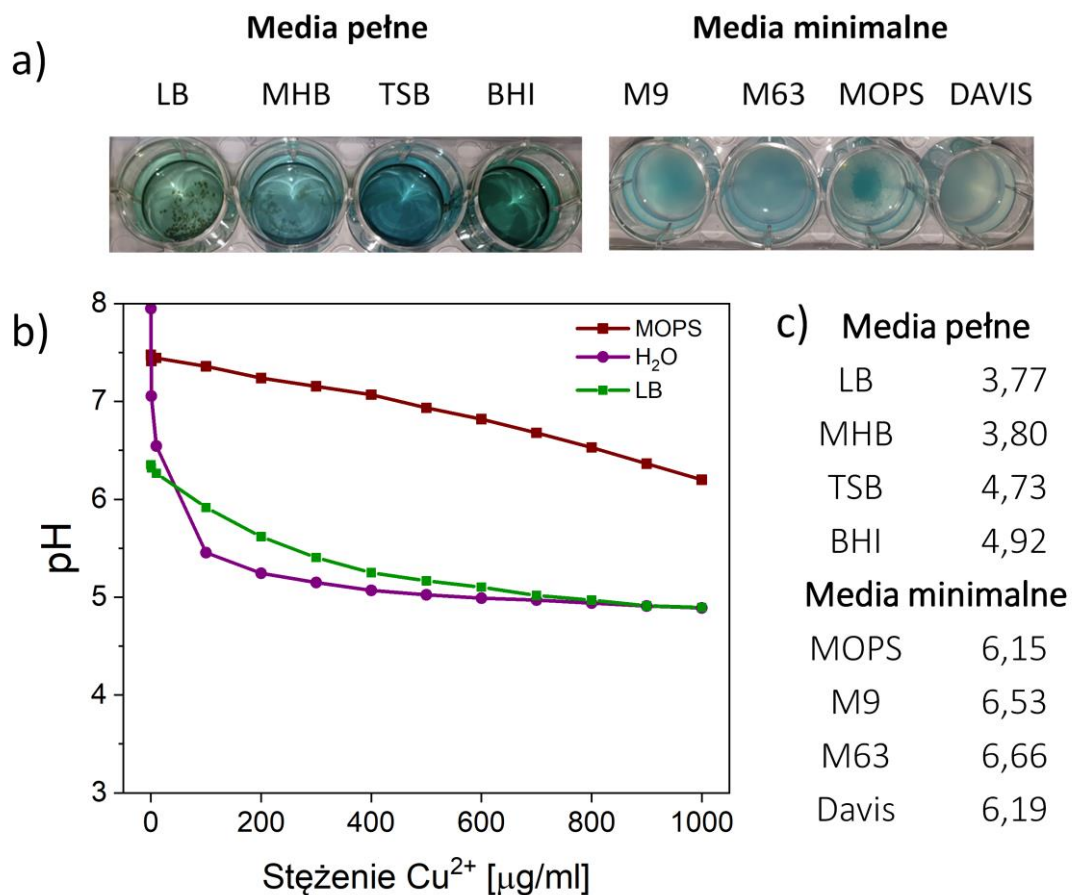 a)
Media pełne
Media minimalne
LB MHB TSB BHI
M9 M63 MOPS DAVIS
b)
8
7
6
5
4
3
pH
0 200 400 600 800 1000
Stężenie Cu²⁺ [μg/ml]
MOPS
H₂O
LB
c)
Media pełne
LB 3,77
MHB 3,80
TSB 4,73
BHI 4,92
Media minimalne
MOPS 6,15
M9 6,53
M63 6,66
Davis 6,19